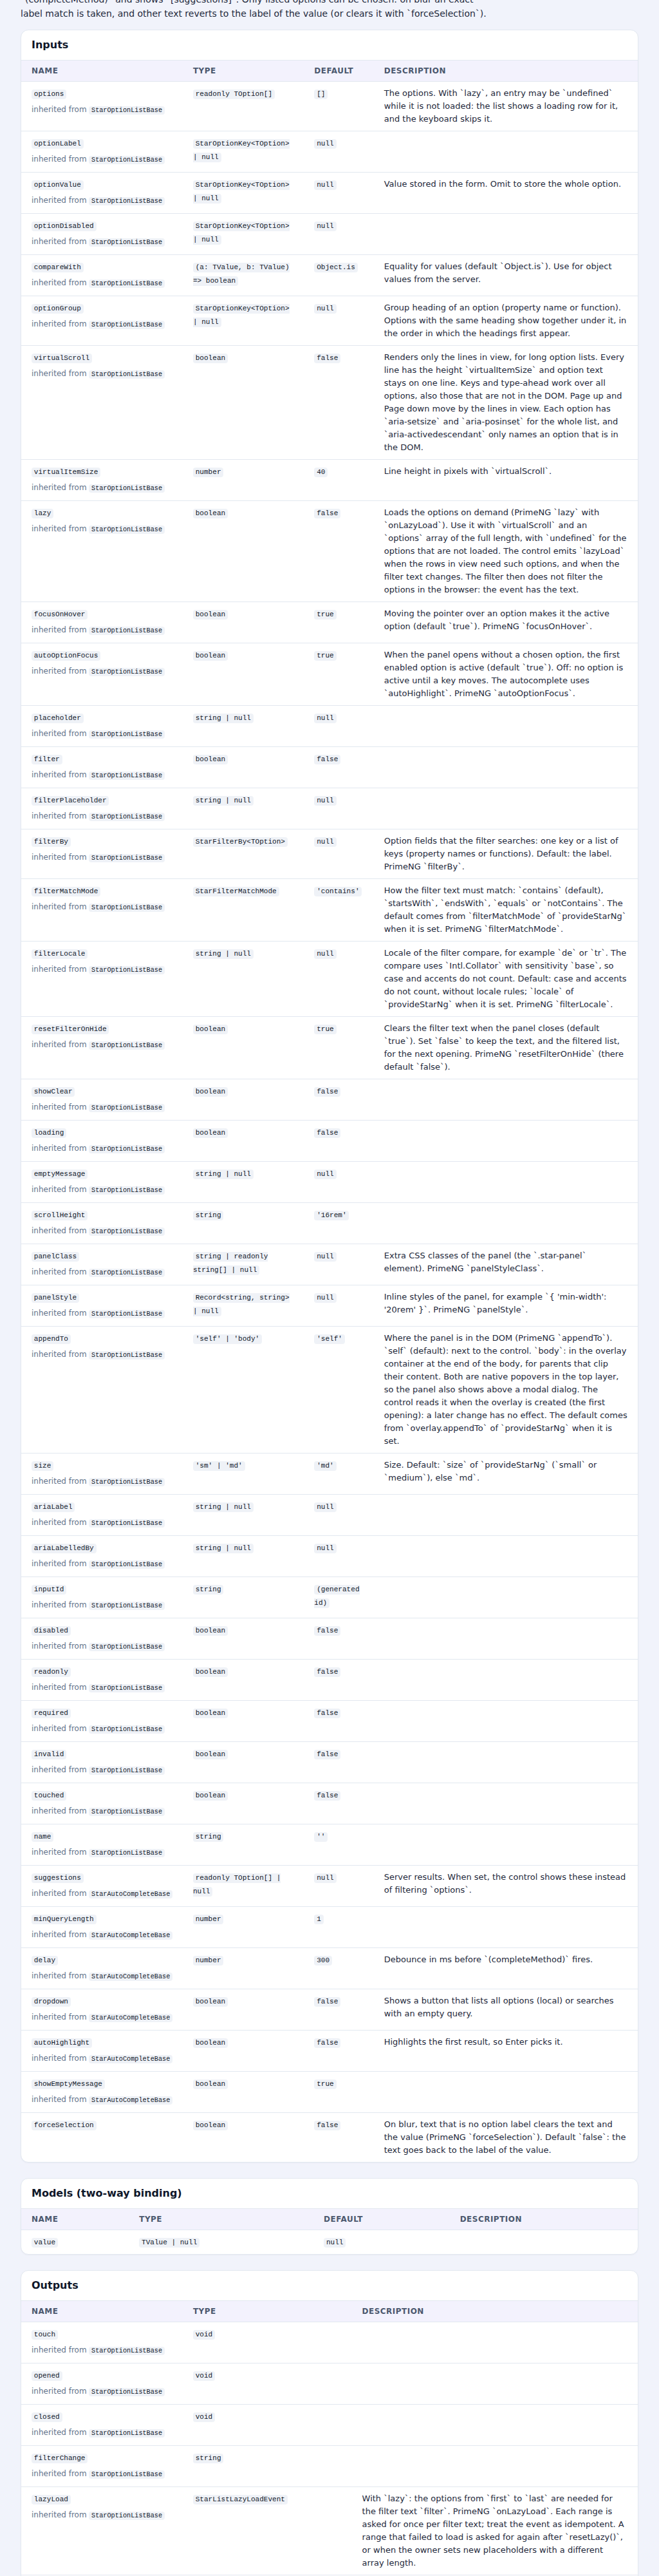 label match is taken, and other text reverts to the label of the value (or clears it with `forceSelection`).
Inputs
NAME TYPE DEFAULT DESCRIPTION
options readonly TOption[] [] The options. With `lazy`, an entry may be `undefined`
inherited from StarOptionListBase while it is not loaded: the list shows a loading row for it,
and the keyboard skips it.
optionLabel StarOptionKey<TOption> null
inherited from StarOptionListBase | null
optionValue StarOptionKey<TOption> null Value stored in the form. Omit to store the whole option.
inherited from StarOptionListBase | null
optionDisabled StarOptionKey<TOption> null
inherited from StarOptionListBase | null
compareWith (a: TValue, b: TValue) Object.is Equality for values (default `Object.is`). Use for object
inherited from StarOptionListBase => boolean values from the server.
optionGroup StarOptionKey<TOption> null Group heading of an option (property name or function).
inherited from StarOptionListBase | null Options with the same heading show together under it, in
the order in which the headings first appear.
virtualScroll boolean false Renders only the lines in view, for long option lists. Every
inherited from StarOptionListBase line has the height `virtualItemSize` and option text
stays on one line. Keys and type-ahead work over all
options, also those that are not in the DOM. Page up and
Page down move by the lines in view. Each option has
`aria-setsize` and `aria-posinset` for the whole list, and
`aria-activedescendant` only names an option that is in
the DOM.
virtualItemSize number 40 Line height in pixels with `virtualScroll`.
inherited from StarOptionListBase
lazy boolean false Loads the options on demand (PrimeNG `lazy` with
inherited from StarOptionListBase `onLazyLoad`). Use it with `virtualScroll` and an
`options` array of the full length, with `undefined` for the
options that are not loaded. The control emits `lazyLoad`
when the rows in view need such options, and when the
filter text changes. The filter then does not filter the
options in the browser: the event has the text.
focusOnHover boolean true Moving the pointer over an option makes it the active
inherited from StarOptionListBase option (default `true`). PrimeNG `focusOnHover`.
autoOptionFocus boolean true When the panel opens without a chosen option, the first
inherited from StarOptionListBase enabled option is active (default `true`). Off: no option is
active until a key moves. The autocomplete uses
`autoHighlight`. PrimeNG `autoOptionFocus`.
placeholder string | null null
inherited from StarOptionListBase
filter boolean false
inherited from StarOptionListBase
filterPlaceholder string | null null
inherited from StarOptionListBase
filterBy StarFilterBy<TOption> null Option fields that the filter searches: one key or a list of
inherited from StarOptionListBase keys (property names or functions). Default: the label.
PrimeNG `filterBy`.
filterMatchMode StarFilterMatchMode 'contains' How the filter text must match: `contains` (default),
inherited from StarOptionListBase `startsWith`, `endsWith`, `equals` or `notContains`. The
default comes from `filterMatchMode` of `provideStarNg`
when it is set. PrimeNG `filterMatchMode`.
filterLocale string | null null Locale of the filter compare, for example `de` or `tr`. The
inherited from StarOptionListBase compare uses `Intl.Collator` with sensitivity `base`, so
case and accents do not count. Default: case and accents
do not count, without locale rules; `locale` of
`provideStarNg` when it is set. PrimeNG `filterLocale`.
resetFilterOnHide boolean true Clears the filter text when the panel closes (default
inherited from StarOptionListBase `true`). Set `false` to keep the text, and the filtered list,
for the next opening. PrimeNG `resetFilterOnHide` (there
default `false`).
showClear boolean false
inherited from StarOptionListBase
loading boolean false
inherited from StarOptionListBase
emptyMessage string | null null
inherited from StarOptionListBase
scrollHeight string '16rem'
inherited from StarOptionListBase
panelClass string | readonly null Extra CSS classes of the panel (the `.star-panel`
inherited from StarOptionListBase string[] | null element). PrimeNG `panelStyleClass`.
panelStyle Record<string, string> null Inline styles of the panel, for example `{ 'min-width':
inherited from StarOptionListBase | null '20rem' }`. PrimeNG `panelStyle`.
appendTo 'self' | 'body' 'self' Where the panel is in the DOM (PrimeNG `appendTo`).
inherited from StarOptionListBase `self` (default): next to the control. `body`: in the overlay
container at the end of the body, for parents that clip
their content. Both are native popovers in the top layer,
so the panel also shows above a modal dialog. The
control reads it when the overlay is created (the first
opening): a later change has no effect. The default comes
from `overlay.appendTo` of `provideStarNg` when it is
set.
size 'sm' | 'md' 'md' Size. Default: `size` of `provideStarNg` (`small` or
inherited from StarOptionListBase `medium`), else `md`.
ariaLabel string | null null
inherited from StarOptionListBase
ariaLabelledBy string | null null
inherited from StarOptionListBase
inputId string (generated
inherited from StarOptionListBase id)
disabled boolean false
inherited from StarOptionListBase
readonly boolean false
inherited from StarOptionListBase
required boolean false
inherited from StarOptionListBase
invalid boolean false
inherited from StarOptionListBase
touched boolean false
inherited from StarOptionListBase
name string ''
inherited from StarOptionListBase
suggestions readonly TOption[] | null Server results. When set, the control shows these instead
inherited from StarAutoCompleteBase null of filtering `options`.
minQueryLength number 1
inherited from StarAutoCompleteBase
delay number 300 Debounce in ms before `(completeMethod)` fires.
inherited from StarAutoCompleteBase
dropdown boolean false Shows a button that lists all options (local) or searches
inherited from StarAutoCompleteBase with an empty query.
autoHighlight boolean false Highlights the first result, so Enter picks it.
inherited from StarAutoCompleteBase
showEmptyMessage boolean true
inherited from StarAutoCompleteBase
forceSelection boolean false On blur, text that is no option label clears the text and
the value (PrimeNG `forceSelection`). Default `false`: the
text goes back to the label of the value.
Models (two-way binding)
NAME TYPE DEFAULT DESCRIPTION
value TValue | null null
Outputs
NAME TYPE DESCRIPTION
touch void
inherited from StarOptionListBase
opened void
inherited from StarOptionListBase
closed void
inherited from StarOptionListBase
filterChange string
inherited from StarOptionListBase
lazyLoad StarListLazyLoadEvent With `lazy`: the options from `first` to `last` are needed for
inherited from StarOptionListBase the filter text `filter`. PrimeNG `onLazyLoad`. Each range is
asked for once per filter text; treat the event as idempotent. A
range that failed to load is asked for again after `resetLazy()`,
or when the owner sets new placeholders with a different
array length.